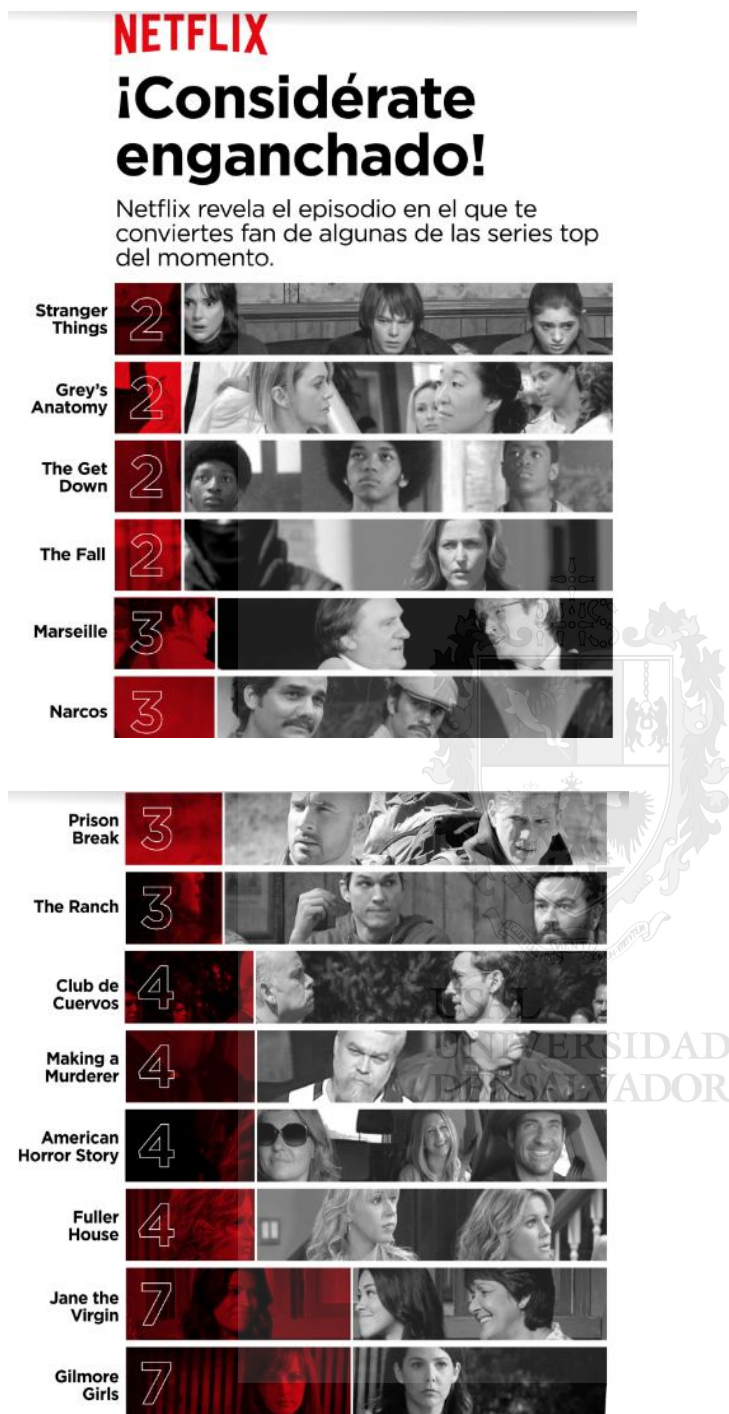 NETFLIX
¡Considérate
enganchado!
Netflix revela el episodio en el que te
conviertes fan de algunas de las series top
del momento.
Stranger
Things
2
Grey's
Anatomy
2
The Get
Down
2
The Fall
2
Marseille
3
Narcos
3
Prison
Break
3
The Ranch
3
Club de
Cuervos
4
Making a
Murderer
4
American
Horror Story
4
Fuller
House
4
Jane the
Virgin
7
Gilmore
Girls
7
USAL
UNIVERSIDAD
DEL SALVADOR